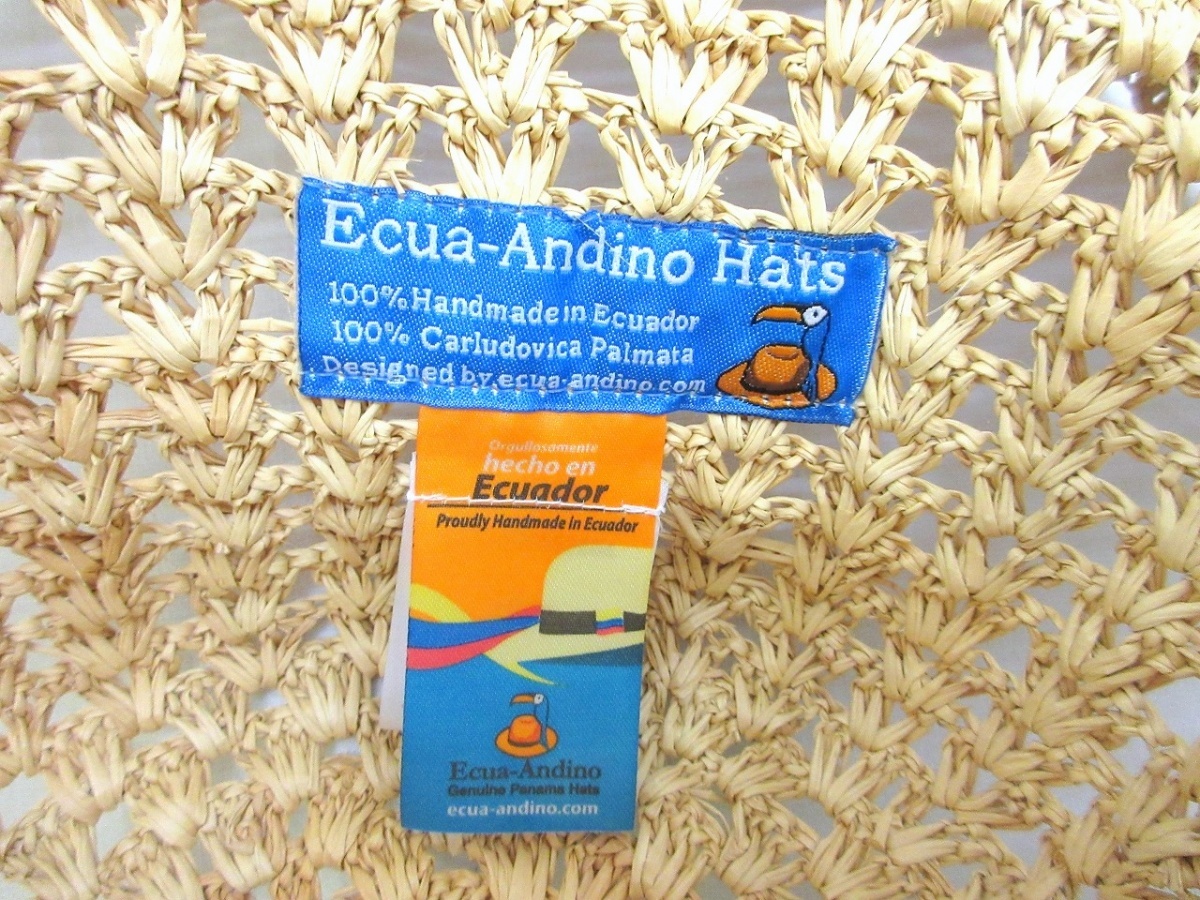 Ecua-Andino Hats
100% Handmade in Ecuador
100% Carludovica Palmata
Designed by ecua-andino.com
Orgullosamente
hecho en
Ecuador
Proudly Handmade in Ecuador
Ecua-Andino
Genuine Panama Hats
ecua-andino.com